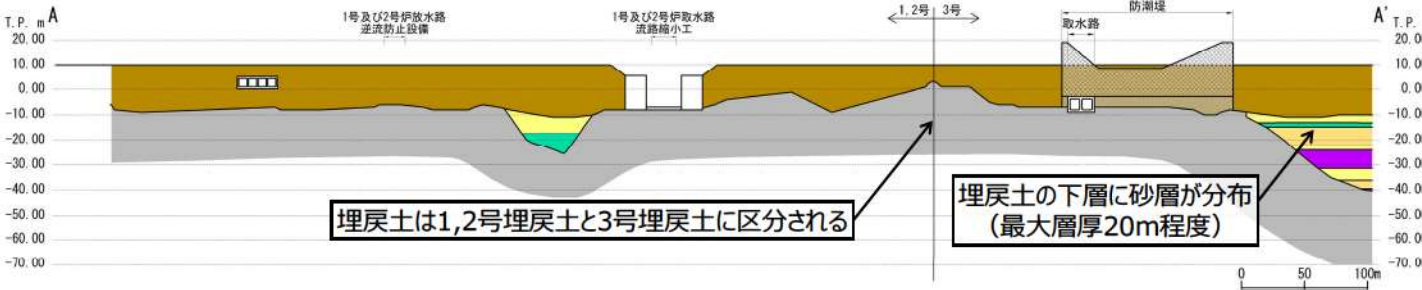 T.P. m A
1号及び2号炉放水路
逆流防止設備
1号及び2号炉取水路
流路縮小工
1,2号 3号
防潮堤
取水路
A' T.P.
20.00
10.00
0.00
-10.00
-20.00
-30.00
-40.00
-50.00
-60.00
-70.00
20.00
10.00
0.00
-10.00
-20.00
-30.00
-40.00
-50.00
-60.00
-70.00
埋戻土は1,2号埋戻土と3号埋戻土に区分される
埋戻土の下層に砂層が分布
(最大層厚20m程度)
0 50 100m